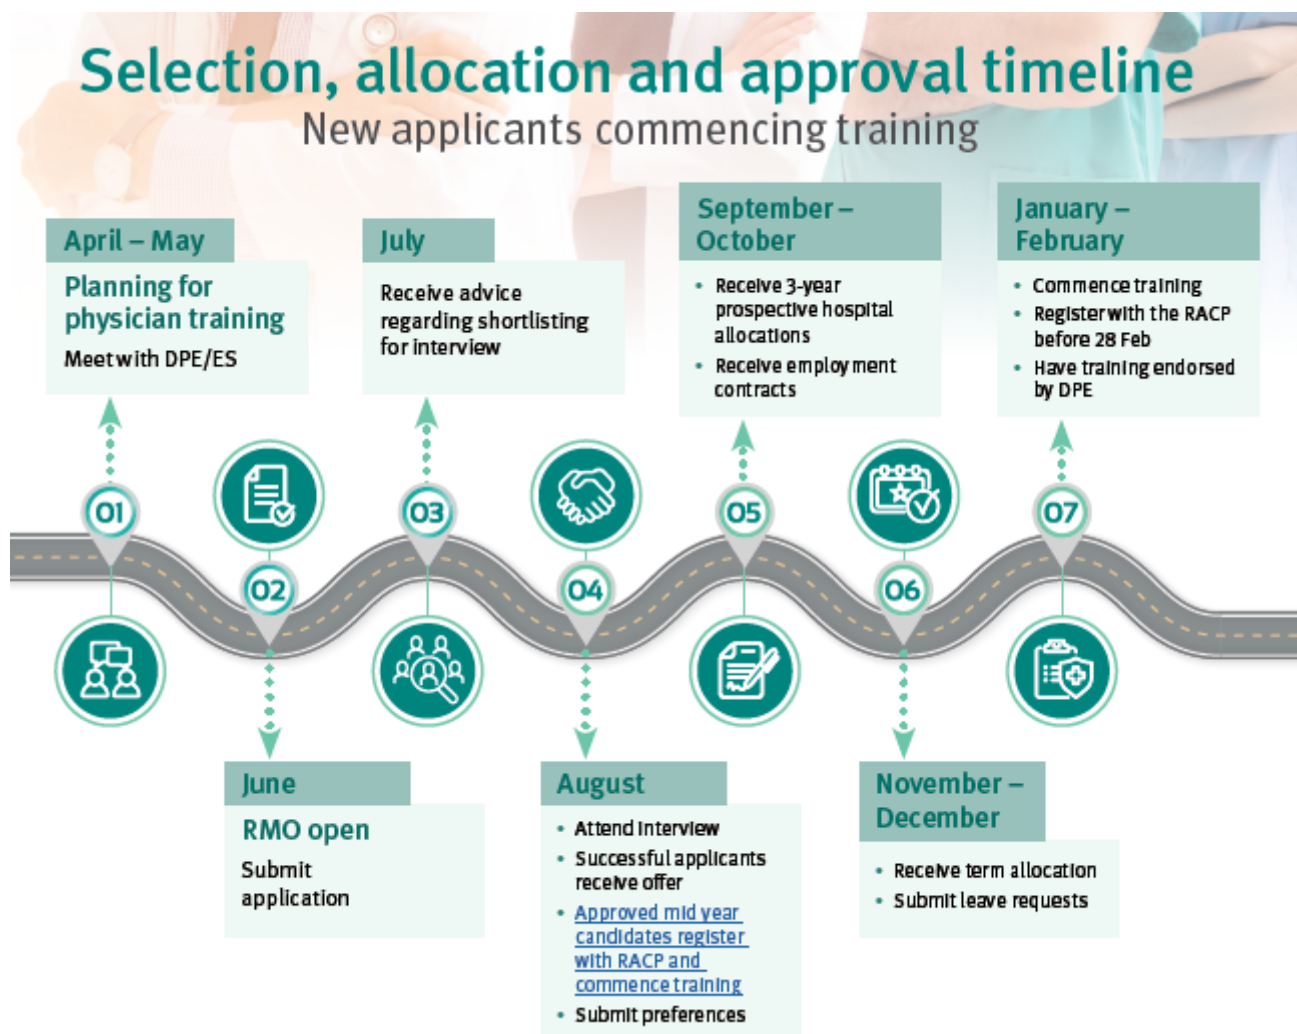 Selection, allocation and approval timeline
New applicants commencing training
April – May
Planning for
physician training
Meet with DPE/ES
July
Receive advice
regarding shortlisting
for interview
September –
October
• Receive 3-year
prospective hospital
allocations
• Receive employment
contracts
January –
February
• Commence training
• Register with the RACP
before 28 Feb
• Have training endorsed
by DPE
01
02
03
04
05
06
07
June
RMO open
Submit
application
August
• Attend interview
• Successful applicants
receive offer
• Approved mid year
candidates register
with RACP and
commence training
• Submit preferences
November –
December
• Receive term allocation
• Submit leave requests